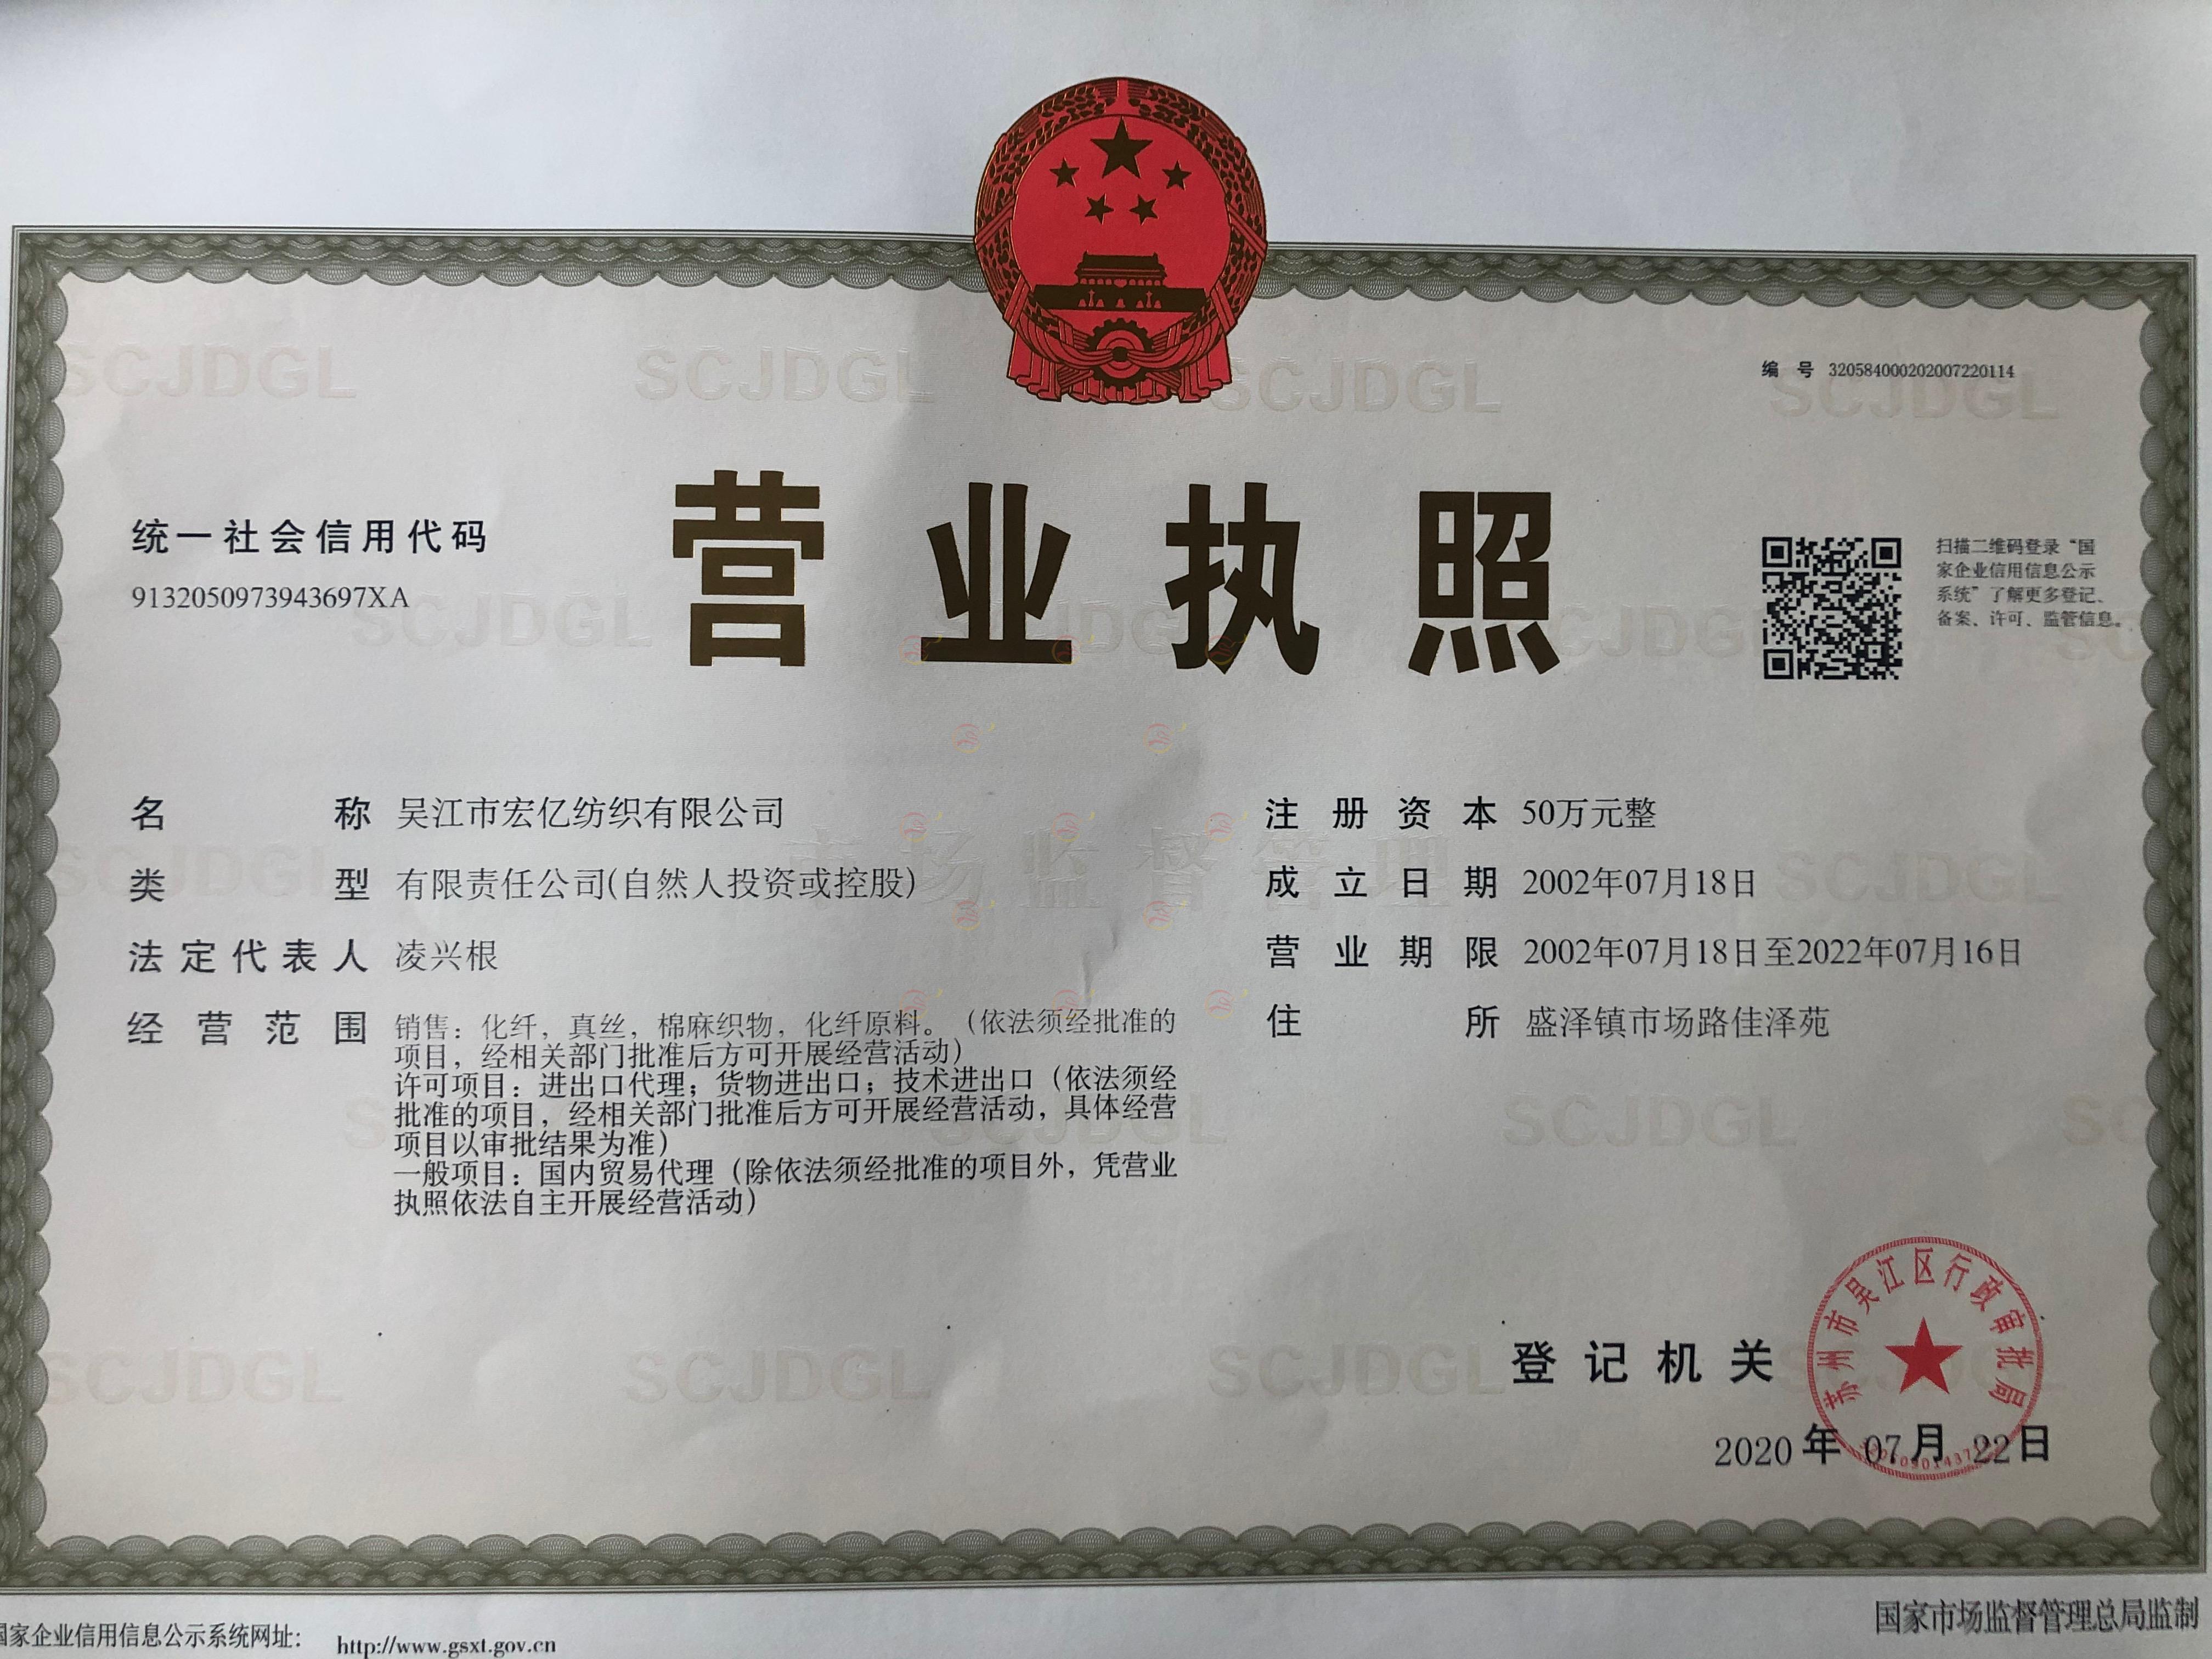 编 号 320584000202007220114
营业执照
统一社会信用代码
9132050973943697XA
扫描二维码登录“国
家企业信用信息公示
系统”了解更多登记、
备案、许可、监管信息。
名 称 吴江市宏亿纺织有限公司
类 型 有限责任公司(自然人投资或控股)
法定代表人 凌兴根
经营范围 销售：化纤，真丝，棉麻织物，化纤原料。（依法须经批准的
项目，经相关部门批准后方可开展经营活动）
许可项目：进出口代理；货物进出口；技术进出口（依法须经
批准的项目，经相关部门批准后方可开展经营活动，具体经营
项目以审批结果为准）
一般项目：国内贸易代理（除依法须经批准的项目外，凭营业
执照依法自主开展经营活动）
注册资本 50万元整
成立日期 2002年07月18日
营业期限 2002年07月18日至2022年07月16日
住 所 盛泽镇市场路佳泽苑
市场监督管理
SCJDGL
登记机关
苏州市吴江区行政审批局
2020年07月22日
国家企业信用信息公示系统网址： http://www.gsxt.gov.cn
国家市场监督管理总局监制